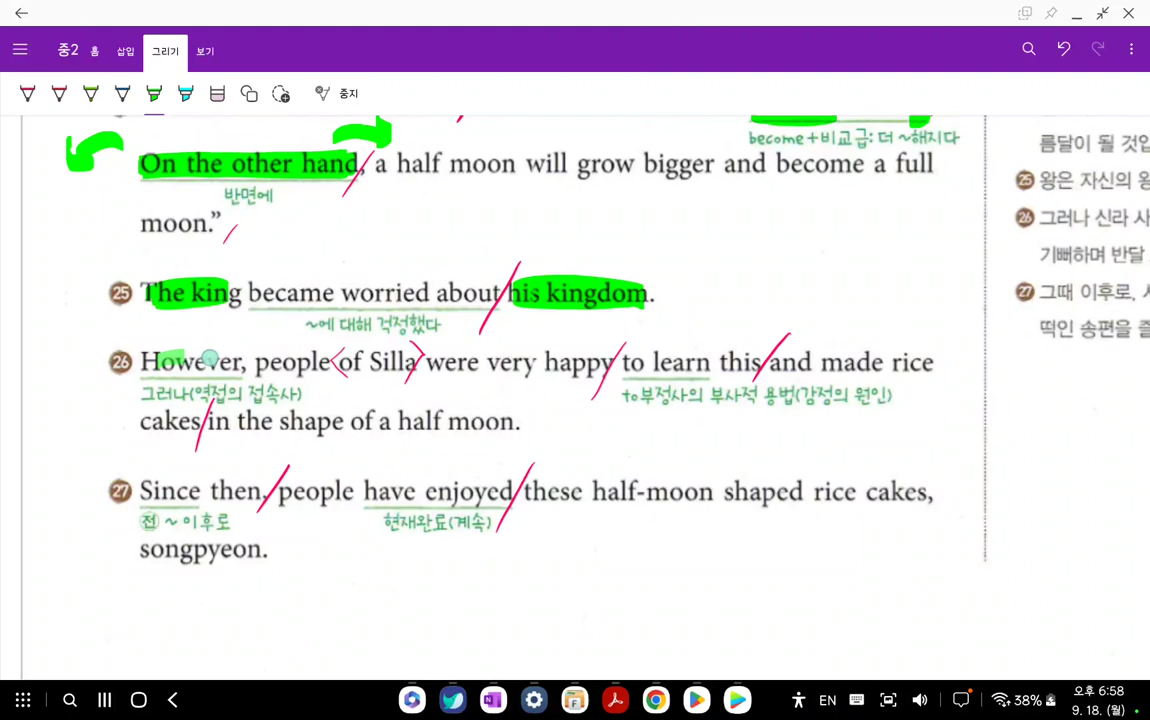 중2 홈 삽입 그리기 보기
중지
become+비교급: 더 ~해지다
On the other hand, a half moon will grow bigger and become a full
반면에
moon.”
25 The king became worried about his kingdom.
~에 대해 걱정했다
26 However, people of Silla were very happy to learn this and made rice
그러나(역접의 접속사) to부정사의 부사적 용법(감정의 원인)
cakes in the shape of a half moon.
27 Since then, people have enjoyed these half-moon shaped rice cakes,
전 ~이후로 현재완료(계속)
songpyeon.
름달이 될 것입
25 왕은 자신의 왕
26 그러나 신라 사
기뻐하며 반달
27 그때 이후로, 시
떡인 송편을 즐
EN 38% 오후 6:58
9. 18. (월)